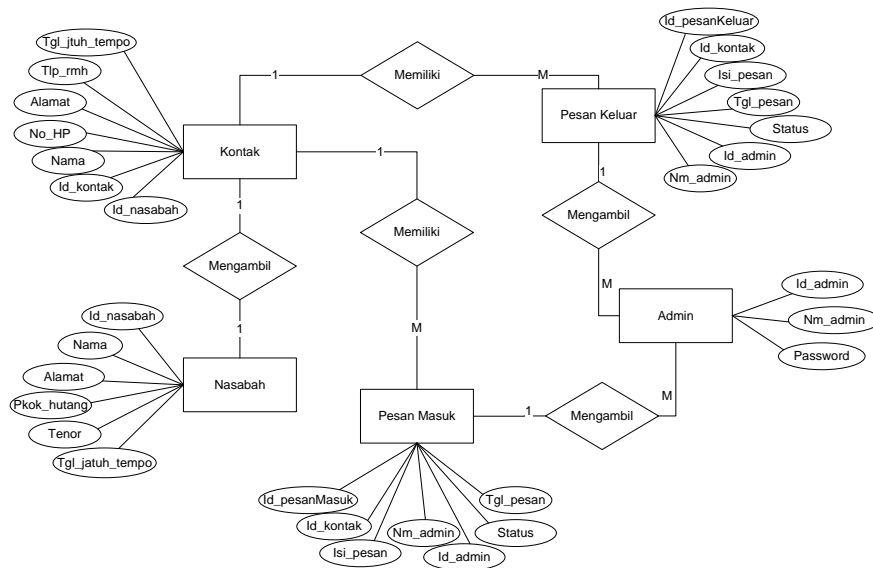 Tgl_jtuh_tempo
Tlp_rmh
Alamat
No_HP
Nama
Id_kontak
Id_nasabah
Kontak
1
Memiliki
M
Pesan Keluar
Id_pesanKeluar
Id_kontak
Isi_pesan
Tgl_pesan
Status
Id_admin
Nm_admin
1
Mengambil
1
1
Memiliki
M
1
Mengambil
M
Admin
Id_admin
Nm_admin
Password
Id_nasabah
Nama
Alamat
Pkok_hutang
Tenor
Tgl_jatuh_tempo
Nasabah
Pesan Masuk
1
Mengambil
M
Id_pesanMasuk
Id_kontak
Isi_pesan
Nm_admin
Id_admin
Status
Tgl_pesan